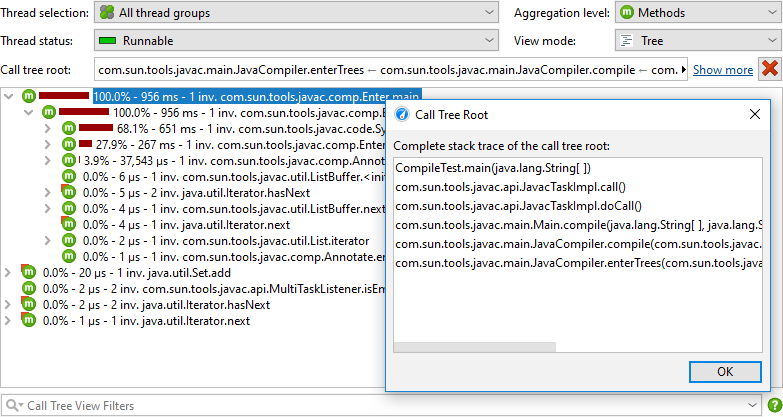 Thread selection: All thread groups Aggregation level: Methods
Thread status: Runnable View mode: Tree
Call tree root: com.sun.tools.javac.main.JavaCompiler.enterTrees ← com.sun.tools.javac.main.JavaCompiler.compile ← com. Show more
100.0% - 956 ms - 1 inv. com.sun.tools.javac.comp.Enter.main
100.0% - 956 ms - 1 inv. com.sun.tools.javac.comp.E
68.1% - 651 ms - 1 inv. com.sun.tools.javac.code.Sy
27.9% - 267 ms - 1 inv. com.sun.tools.javac.comp.Enter
3.9% - 37,543 µs - 1 inv. com.sun.tools.javac.comp.Annota
0.0% - 6 µs - 1 inv. com.sun.tools.javac.util.ListBuffer.<init
0.0% - 5 µs - 2 inv. java.util.Iterator.hasNext
0.0% - 4 µs - 1 inv. com.sun.tools.javac.util.ListBuffer.next
0.0% - 4 µs - 1 inv. java.util.Iterator.next
0.0% - 2 µs - 1 inv. com.sun.tools.javac.util.List.iterator
0.0% - 1 µs - 1 inv. com.sun.tools.javac.comp.Annotate.en
0.0% - 20 µs - 1 inv. java.util.Set.add
0.0% - 2 µs - 2 inv. com.sun.tools.javac.api.MultiTaskListener.isEm
0.0% - 2 µs - 2 inv. java.util.Iterator.hasNext
0.0% - 1 µs - 1 inv. java.util.Iterator.next
Call Tree Root
Complete stack trace of the call tree root:
CompileTest.main(java.lang.String[ ])
com.sun.tools.javac.api.JavacTaskImpl.call()
com.sun.tools.javac.api.JavacTaskImpl.doCall()
com.sun.tools.javac.main.Main.compile(java.lang.String[ ], java.lang.S
com.sun.tools.javac.main.JavaCompiler.compile(com.sun.tools.javac.
com.sun.tools.javac.main.JavaCompiler.enterTrees(com.sun.tools.java
OK
Call Tree View Filters